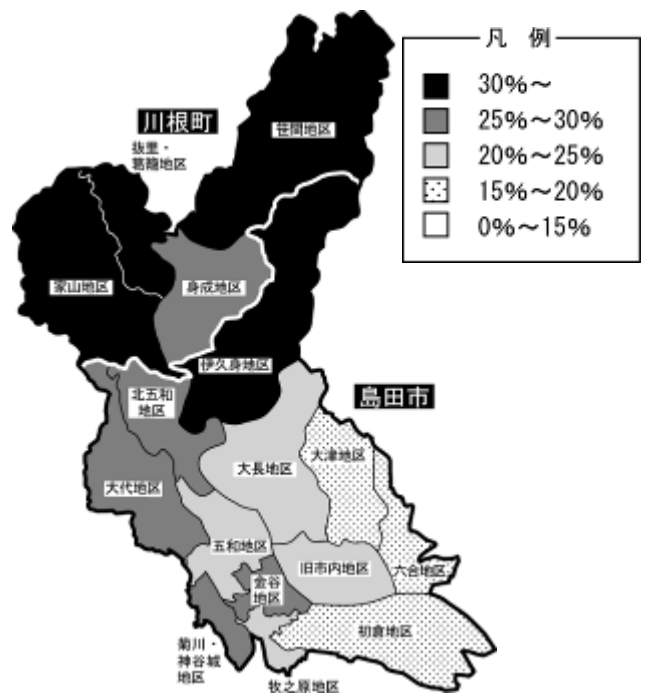 凡 例
30%～
25%～30%
20%～25%
15%～20%
0%～15%
川根町
笹間地区
抜里・
葛籠地区
家山地区
身成地区
伊久身地区
北五和
地区
島田市
大代地区
大長地区
大津地区
五和地区
旧市内地区
六合地区
金谷
地区
初倉地区
菊川・
神谷城
地区
牧之原地区